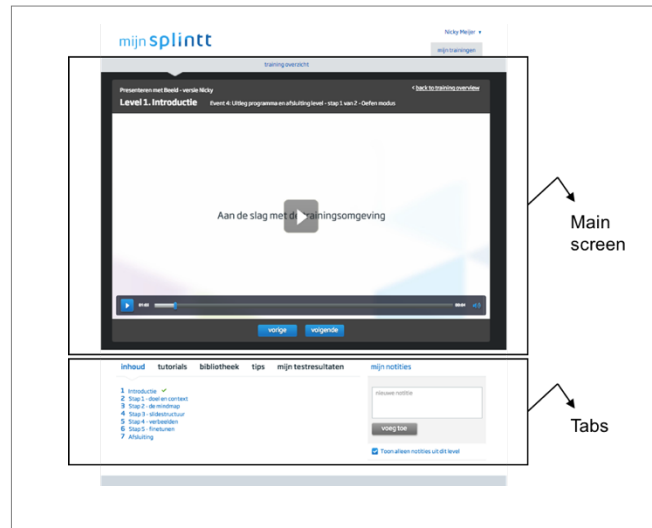 Nicky Meijer
mijn splintt
mijn trainingen
training overzicht
Presenteren met Beeld - versie Nicky
< back to training overview
Level 1. Introductie Event 4: Uitleg programma en afsluiting level - stap 1 van 2 - Oefen modus
Aan de slag met de trainingsomgeving
vorige volgende
Main
screen
inhoud tutorials bibliotheek tips mijn testresultaten mijn notities
1 Introductie
2 Stap 1 - doel en context
3 Stap 2 - de mindmap
4 Stap 3 - slidestructuur
5 Stap 4 - verbeelden
6 Stap 5 - finetunen
7 Afsluiting
nieuwe notitie
voeg toe
Toon alleen notities uit dit level
Tabs